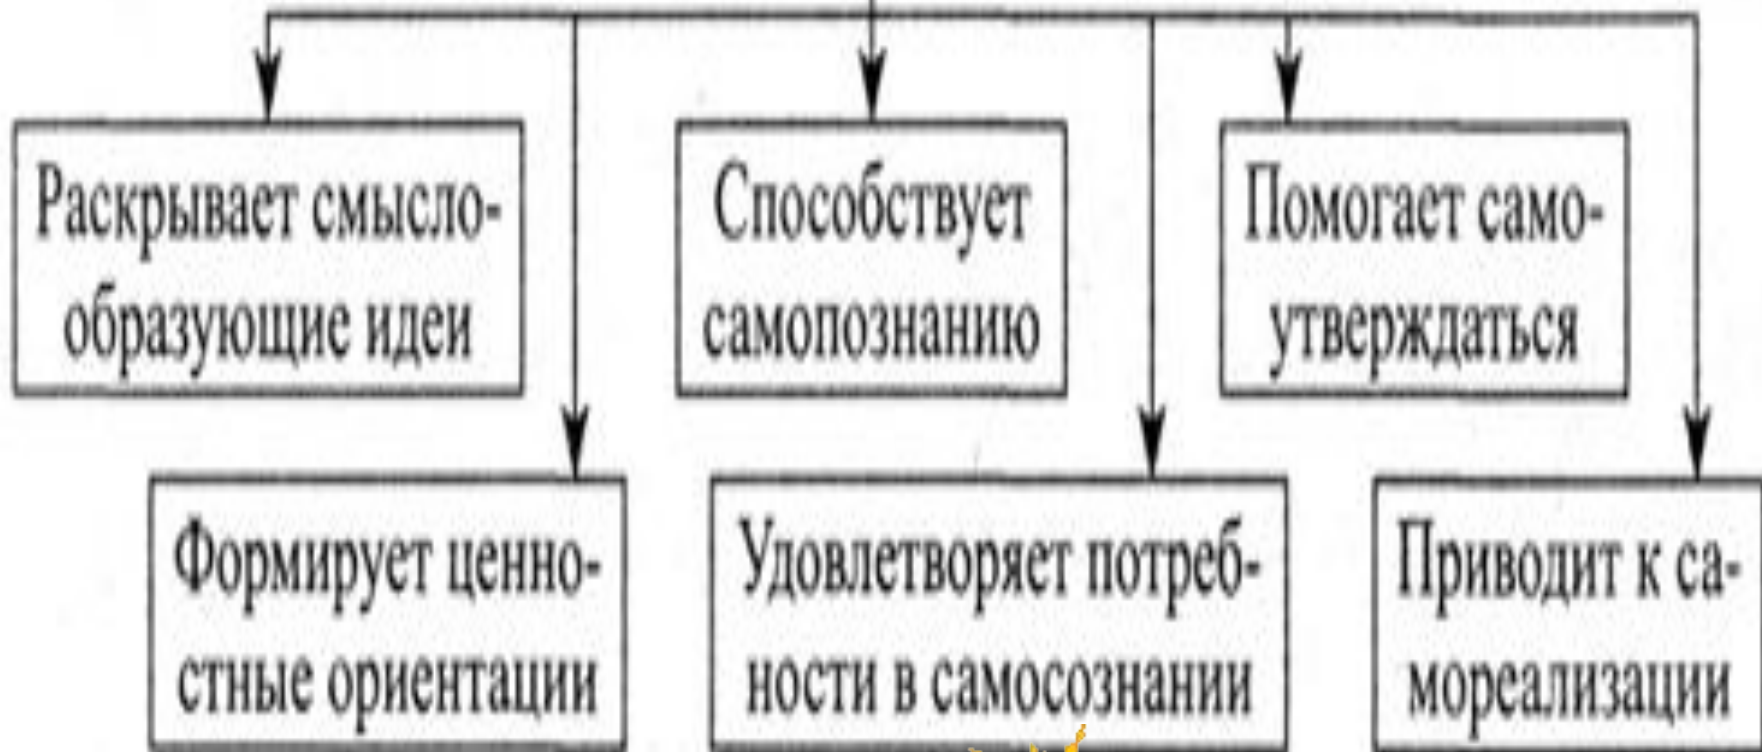 Раскрывает смысло-
образующие идеи
Способствует
самопознанию
Помогает само-
утверждаться
Формирует ценно-
стные ориентации
Удовлетворяет потреб-
ности в самосознании
Приводит к са-
мореализации